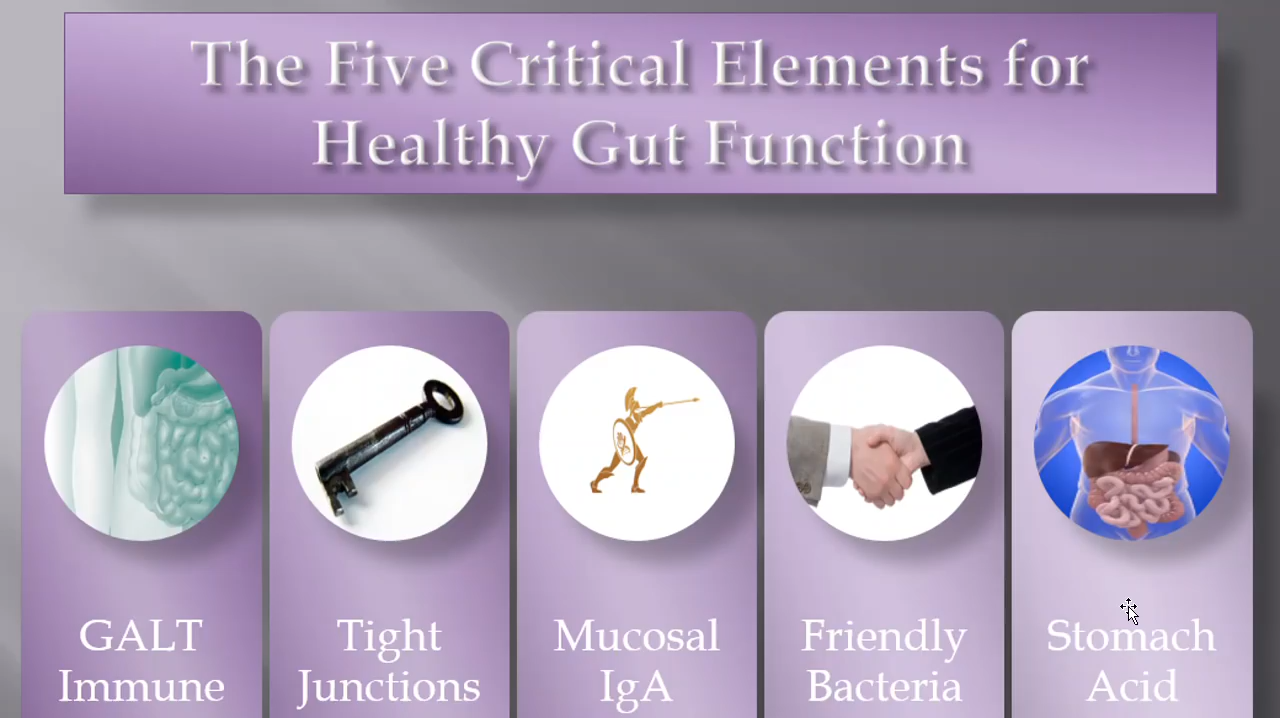 The Five Critical Elements for
Healthy Gut Function
GALT
Immune
Tight
Junctions
Mucosal
IgA
Friendly
Bacteria
Stomach
Acid